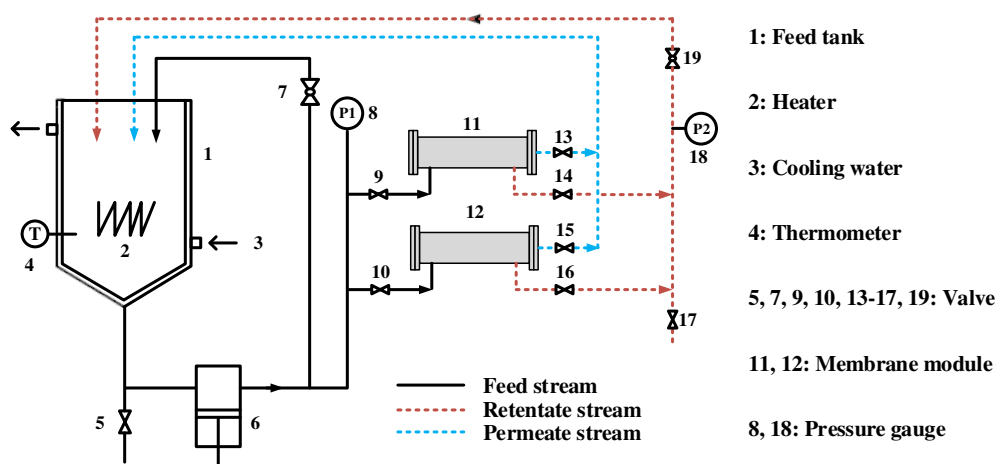 19
7
P1
8
11
13
P2
18
1
9
14
12
T
4
2
3
10
15
16
17
5
6
Feed stream
Retentate stream
Permeate stream
1: Feed tank
2: Heater
3: Cooling water
4: Thermometer
5, 7, 9, 10, 13-17, 19: Valve
11, 12: Membrane module
8, 18: Pressure gauge